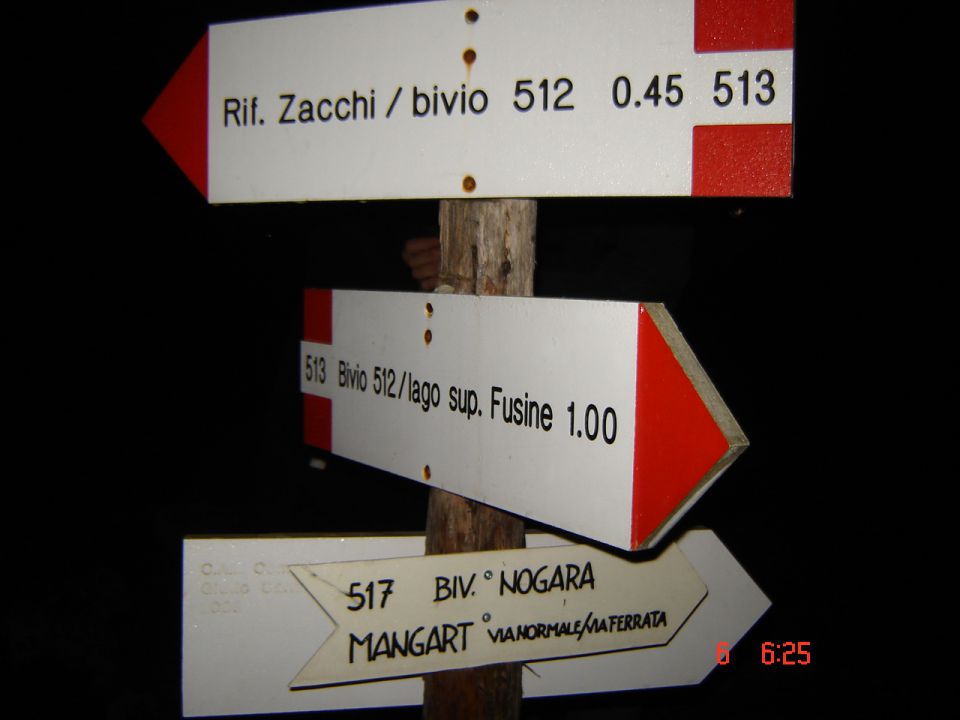 Rif. Zacchi / bivio 512 0.45 513
513 Bivio 512/lago sup. Fusine 1.00
C.A.I.
517 BIV. NOGARA
MANGART VIA NORMALE/VIA FERRATA
6 6:25